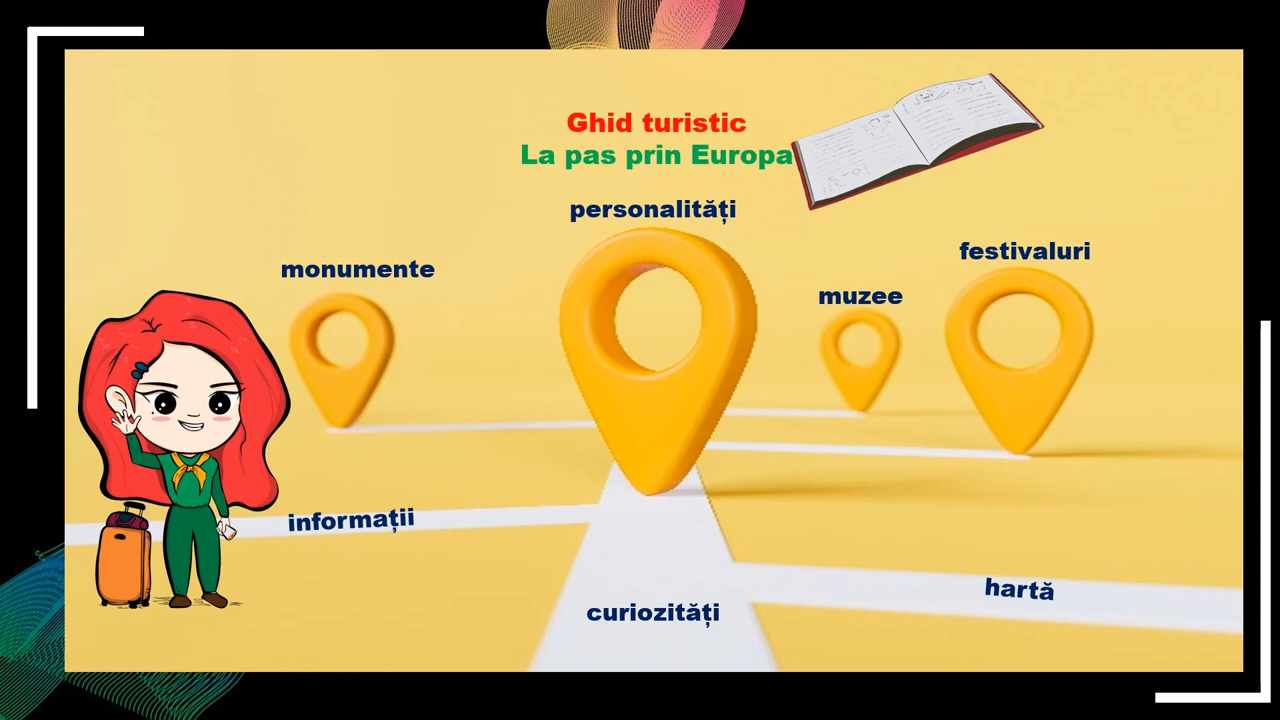 Ghid turistic
La pas prin Europa
personalități
monumente
festivaluri
muzee
informații
hartă
curiozități